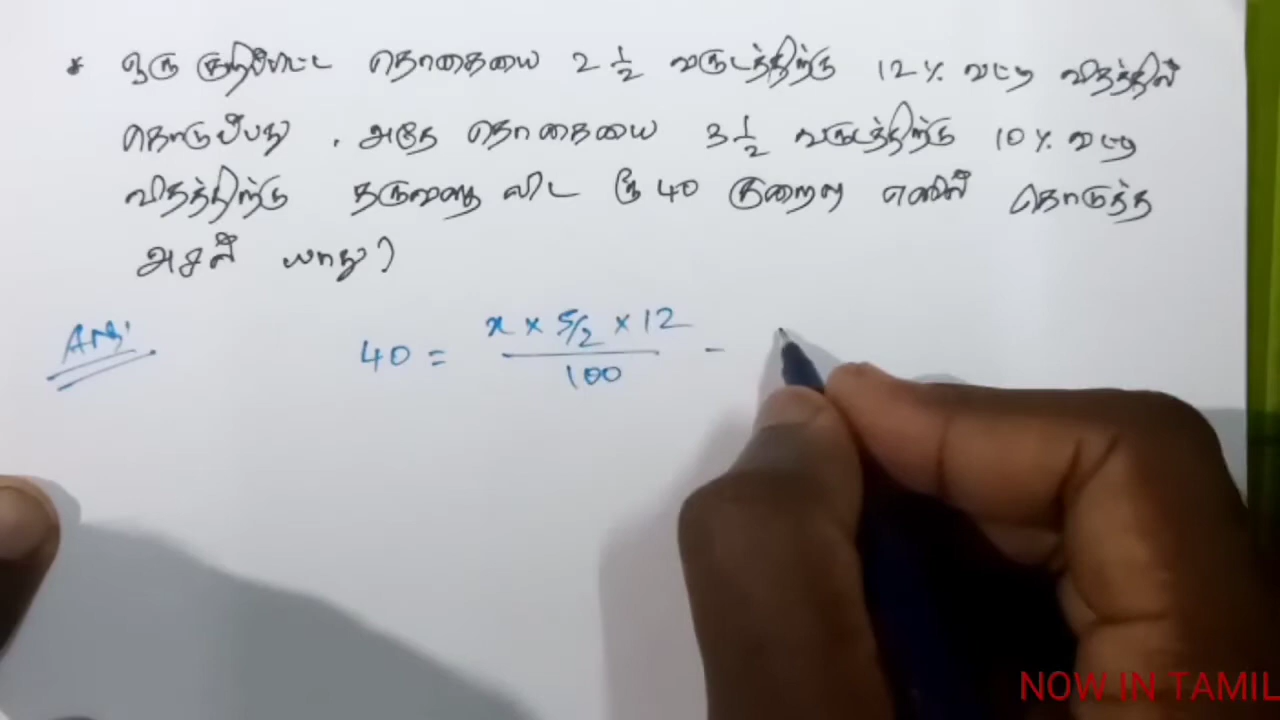 * ஒரு குறிப்பிட்ட தொகையை 2 1/2 வருடத்திற்கு 12% வட்டி விதத்தில்
கொடுப்பது , அதே தொகையை 3 1/2 வருடத்திற்கு 10% வட்டி
விதத்திற்கு தருவதை விட ரூ 40 குறைவு எனில் கொடுத்த
அசல் யாது?
Ans: 40 = x × 5/2 × 12 / 100 -
NOW IN TAMIL